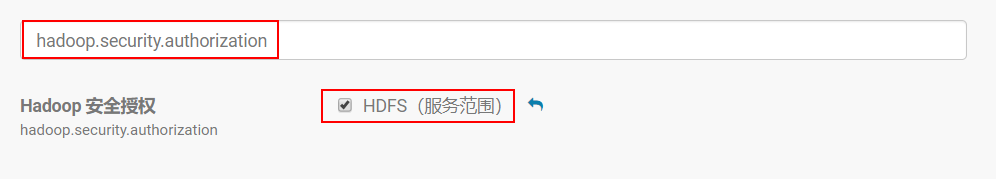 hadoop.security.authorization
Hadoop 安全授权
HDFS（服务范围）
hadoop.security.authorization